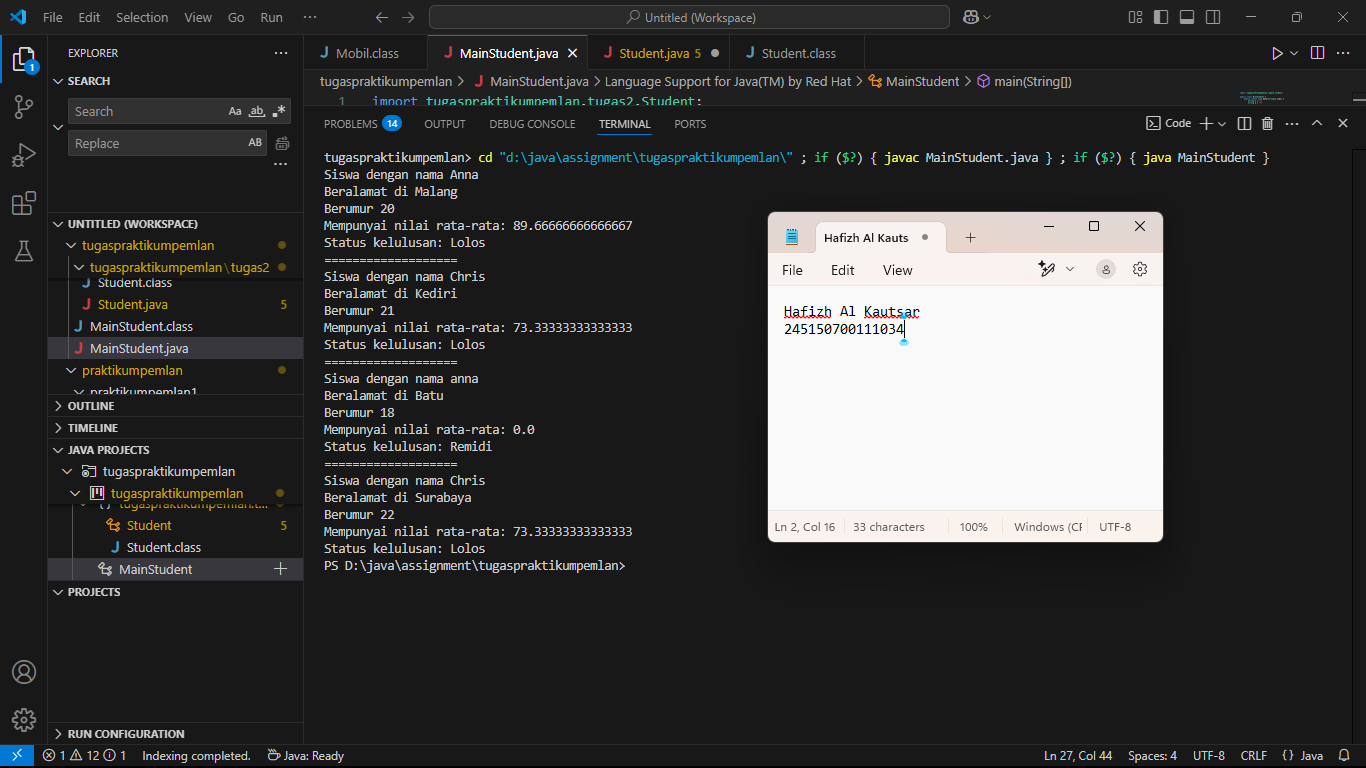 File Edit Selection View Go Run ··· Untitled (Workspace)
EXPLORER ···
SEARCH
Search Aa ab .*
Replace AB
···
UNTITLED (WORKSPACE)
tugaspraktikumpemlan
tugaspraktikumpemlan\tugas2
Student.class
Student.java 5
MainStudent.class
MainStudent.java
praktikumpemlan
praktikumpemlan1
OUTLINE
TIMELINE
JAVA PROJECTS
tugaspraktikumpemlan
tugaspraktikumpemlan
tugaspraktikumpemlan.t...
Student 5
Student.class
MainStudent
PROJECTS
RUN CONFIGURATION
Mobil.class MainStudent.java Student.java 5 Student.class
tugaspraktikumpemlan > MainStudent.java > Language Support for Java(TM) by Red Hat > MainStudent > main(String[])
1 import tugaspraktikumpemlan.tugas2.Student;
PROBLEMS 14 OUTPUT DEBUG CONSOLE TERMINAL PORTS Code
tugaspraktikumpemlan> cd "d:\java\assignment\tugaspraktikumpemlan\" ; if ($?) { javac MainStudent.java } ; if ($?) { java MainStudent }
Siswa dengan nama Anna
Beralamat di Malang
Berumur 20
Mempunyai nilai rata-rata: 89.66666666666667
Status kelulusan: Lolos
===================
Siswa dengan nama Chris
Beralamat di Kediri
Berumur 21
Mempunyai nilai rata-rata: 73.33333333333333
Status kelulusan: Lolos
===================
Siswa dengan nama anna
Beralamat di Batu
Berumur 18
Mempunyai nilai rata-rata: 0.0
Status kelulusan: Remidi
===================
Siswa dengan nama Chris
Beralamat di Surabaya
Berumur 22
Mempunyai nilai rata-rata: 73.33333333333333
Status kelulusan: Lolos
PS D:\java\assignment\tugaspraktikumpemlan>
Hafizh Al Kauts
File Edit View
Hafizh Al Kautsar
245150700111034
Ln 2, Col 16 33 characters 100% Windows (CF UTF-8
1 12 1 Indexing completed. Java: Ready Ln 27, Col 44 Spaces: 4 UTF-8 CRLF {} Java